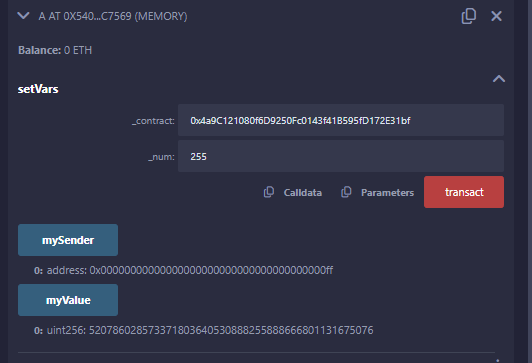 A AT 0X540...C7569 (MEMORY)
Balance: 0 ETH
setVars
_contract: 0x4a9C121080f6D9250Fc0143f41B595fD172E31bf
_num: 255
Calldata Parameters transact
mySender
0: address: 0x00000000000000000000000000000000000000ff
myValue
0: uint256: 520786028573371803640530888255888666801131675076